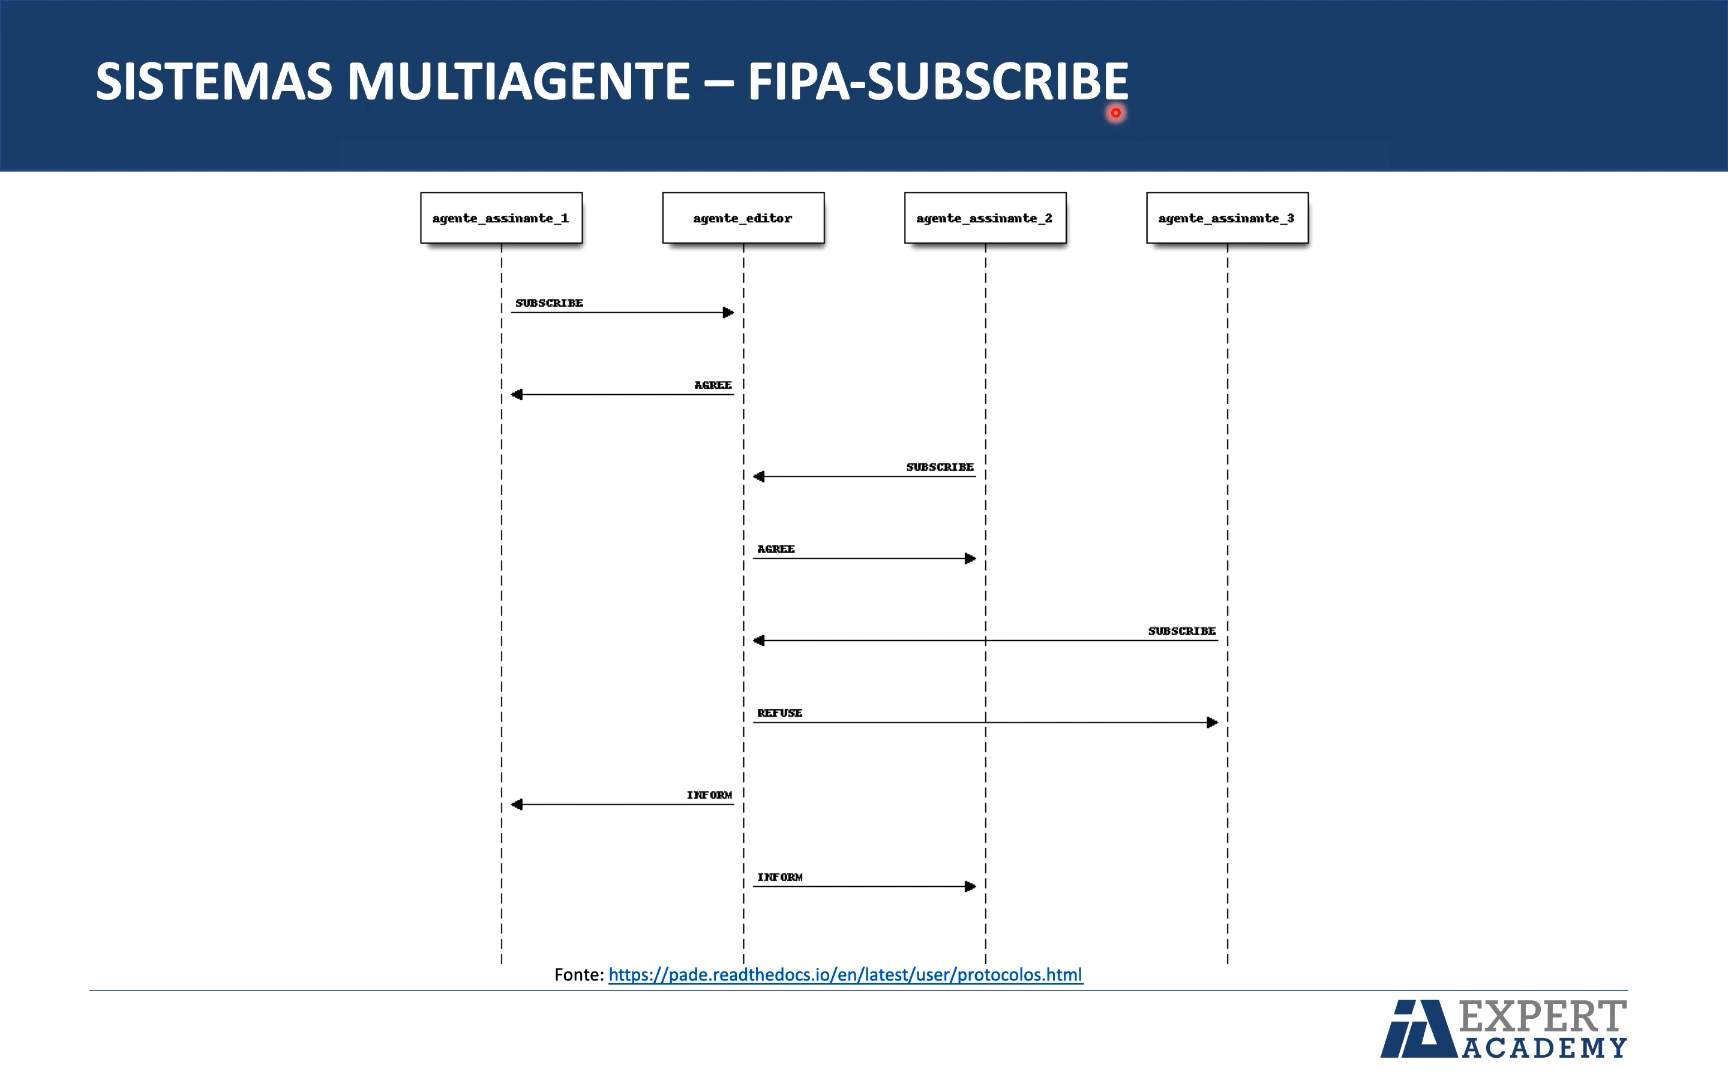 SISTEMAS MULTIAGENTE – FIPA-SUBSCRIBE
agente_assinante_1
agente_editor
agente_assinante_2
agente_assinante_3
SUBSCRIBE
AGREE
SUBSCRIBE
AGREE
SUBSCRIBE
REFUSE
INFORM
INFORM
Fonte: https://pade.readthedocs.io/en/latest/user/protocolos.html
iA EXPERT
ACADEMY